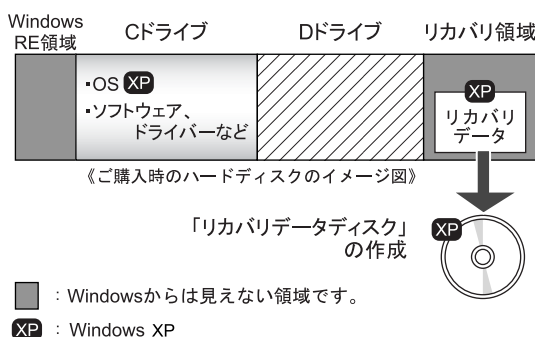 Windows
RE領域
Cドライブ
Dドライブ
リカバリ領域
・OS XP
・ソフトウェア、
ドライバーなど
XP
リカバリ
データ
《ご購入時のハードディスクのイメージ図》
「リカバリデータディスク」
の作成
XP
：Windowsからは見えない領域です。
XP ：Windows XP